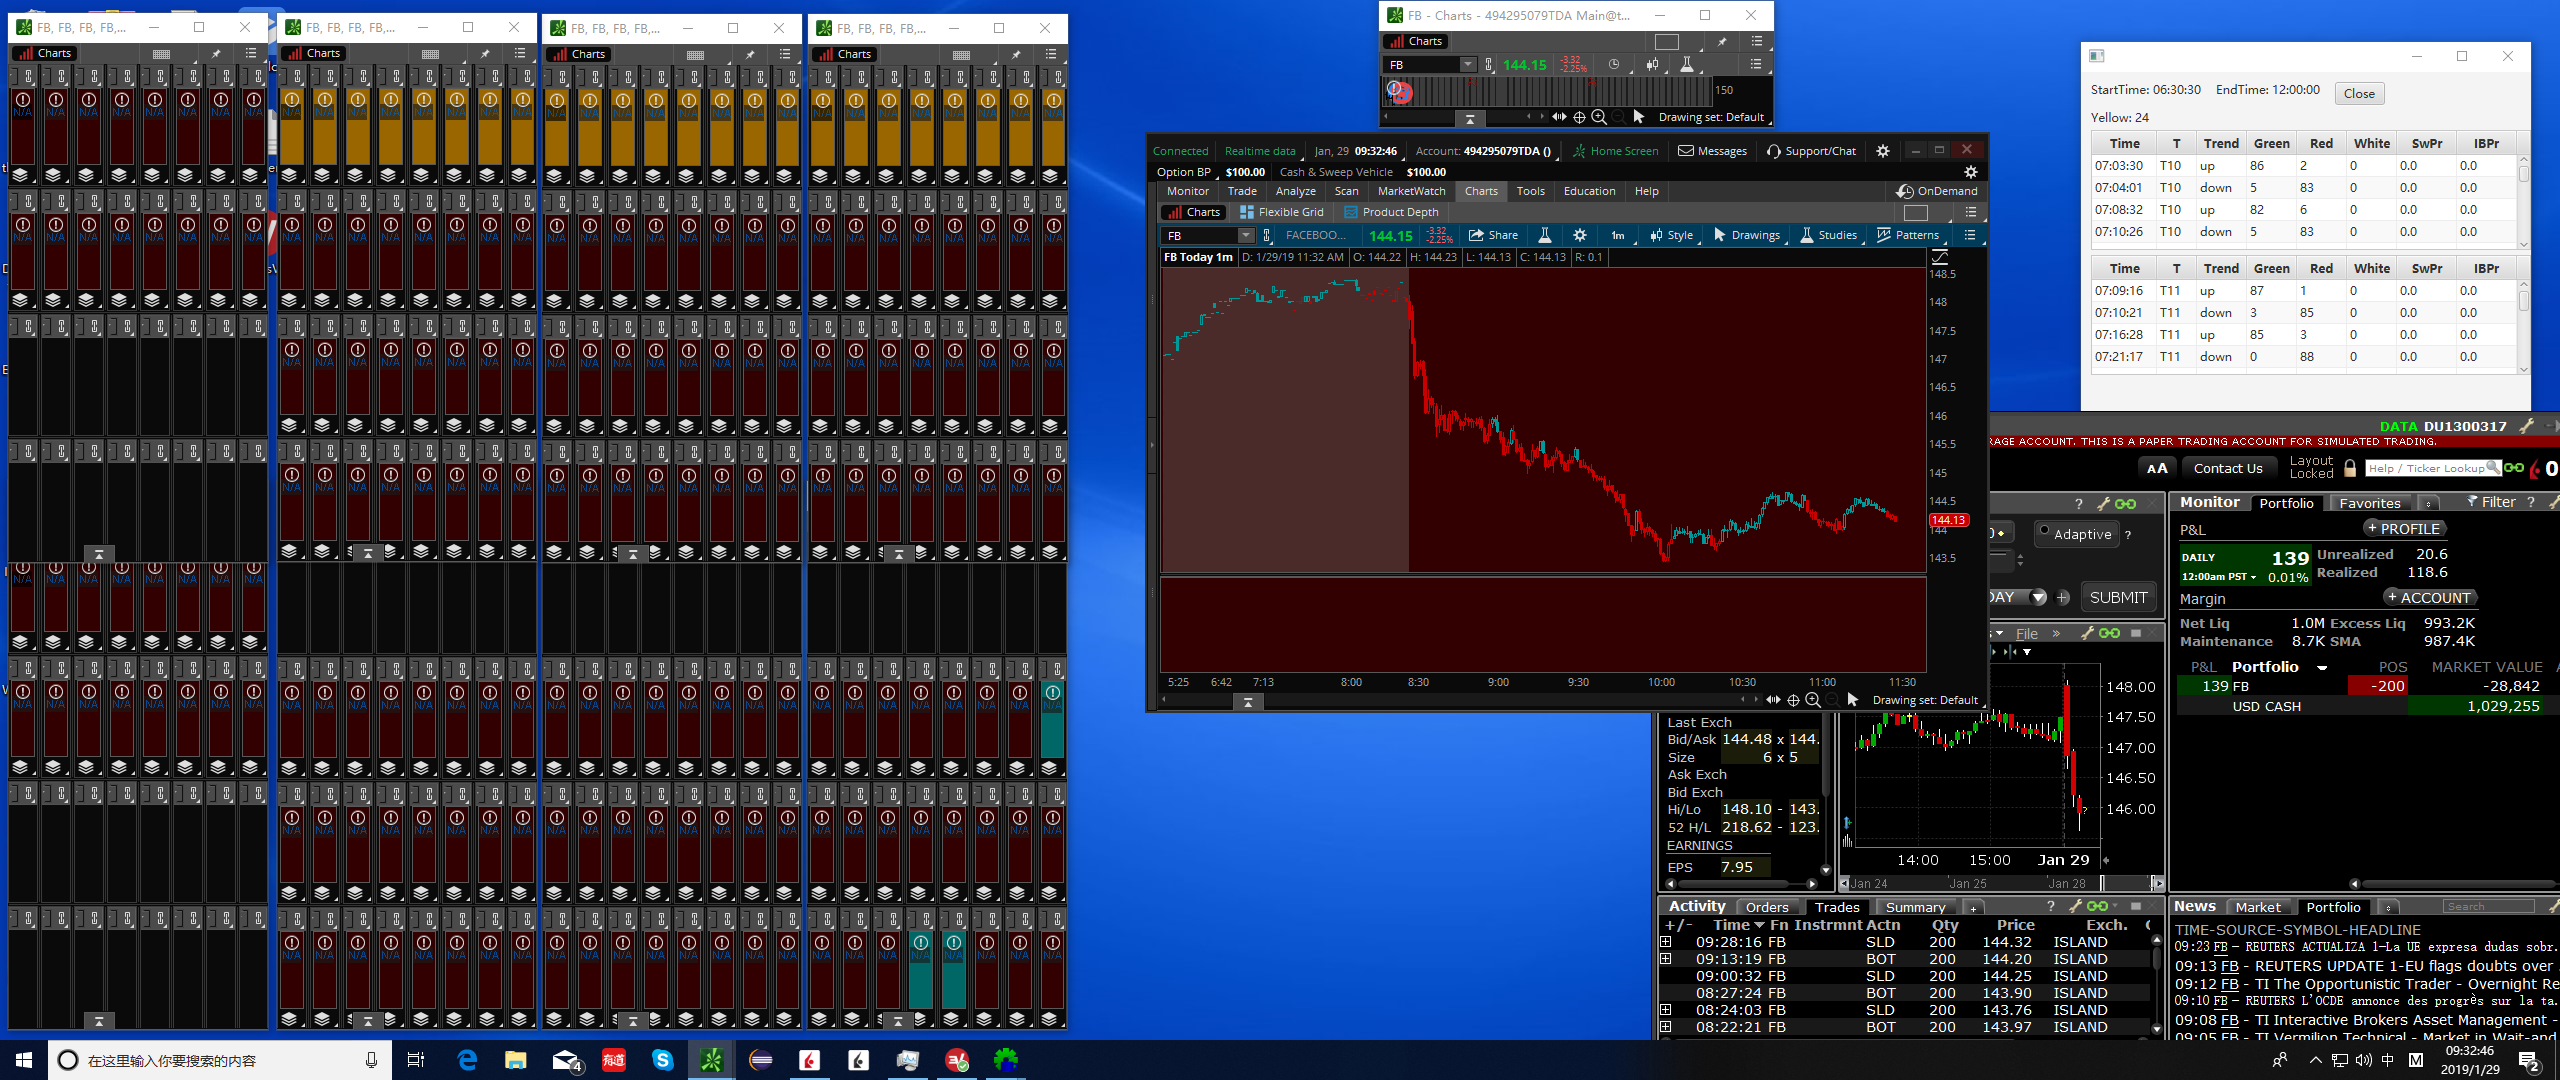 FB, FB, FB, FB,...
Charts
FB, FB, FB, FB,...
Charts
FB, FB, FB, FB,...
Charts
FB, FB, FB, FB,...
Charts
N/A
FB - Charts - 494295079TDA Main@t...
Charts
FB 144.15 -3.32 -2.25%
150
Drawing set: Default
Connected Realtime data Jan, 29 09:32:46 Account: 494295079TDA () Home Screen Messages Support/Chat
Option BP $100.00 Cash & Sweep Vehicle $100.00
Monitor Trade Analyze Scan MarketWatch Charts Tools Education Help OnDemand
Charts Flexible Grid Product Depth
FB FACEBOO... 144.15 -3.32 -2.25% Share 1m Style Drawings Studies Patterns
FB Today 1m D: 1/29/19 11:32 AM O: 144.22 H: 144.23 L: 144.13 C: 144.13 R: 0.1
148.5
148
147.5
147
146.5
146
145.5
145
144.5
144.13
144
143.5
5:25 6:42 7:13 8:00 8:30 9:00 9:30 10:00 10:30 11:00 11:30
Drawing set: Default
StartTime: 06:30:30 EndTime: 12:00:00 Close
Yellow: 24
Time T Trend Green Red White SwPr IBPr
07:03:30 T10 up 86 2 0 0.0 0.0
07:04:01 T10 down 5 83 0 0.0 0.0
07:08:32 T10 up 82 6 0 0.0 0.0
07:10:26 T10 down 5 83 0 0.0 0.0
Time T Trend Green Red White SwPr IBPr
07:09:16 T11 up 87 1 0 0.0 0.0
07:10:21 T11 down 3 85 0 0.0 0.0
07:16:28 T11 up 85 3 0 0.0 0.0
07:21:17 T11 down 0 88 0 0.0 0.0
DATA DU1300317
RAGE ACCOUNT. THIS IS A PAPER TRADING ACCOUNT FOR SIMULATED TRADING.
AA Contact Us Layout Locked Help / Ticker Lookup
Adaptive ?
DAY + SUBMIT
File »
Monitor Portfolio Favorites Filter ?
P&L + PROFILE
DAILY 139 Unrealized 20.6
12:00am PST 0.01% Realized 118.6
Margin + ACCOUNT
Net Liq 1.0M Excess Liq 993.2K
Maintenance 8.7K SMA 987.4K
P&L Portfolio POS MARKET VALUE
139 FB -200 -28,842
USD CASH 1,029,255
Last Exch
Bid/Ask 144.48 x 144.
Size 6 x 5
Ask Exch
Bid Exch
Hi/Lo 148.10 - 143.
52 H/L 218.62 - 123.
EARNINGS
EPS 7.95
148.00
147.50
147.00
146.50
146.00
14:00 15:00 Jan 29
Jan 24 Jan 25 Jan 28
Activity Orders Trades Summary + ?
+/- Time Fn Instrmnt Actn Qty Price Exch.
09:28:16 FB SLD 200 144.32 ISLAND
09:13:19 FB BOT 200 144.20 ISLAND
09:00:32 FB SLD 200 144.25 ISLAND
08:27:24 FB BOT 200 143.90 ISLAND
08:24:03 FB SLD 200 143.76 ISLAND
08:22:21 FB BOT 200 143.97 ISLAND
News Market Portfolio Search
TIME-SOURCE-SYMBOL-HEADLINE
09:23 FB - REUTERS ACTUALIZA 1-La UE expresa dudas sobr.
09:13 FB - REUTERS UPDATE 1-EU flags doubts over
09:12 FB - TI The Opportunistic Trader - Overnight Re
09:10 FB - REUTERS L'OCDE annonce des progrès sur la ta.
09:08 FB - TI Interactive Brokers Asset Management -
09:05 FB - TI Vermilion Technical - Market in Wait-and
在这里输入你要搜索的内容
4
有道
中 M
09:32:46
2019/1/29
2